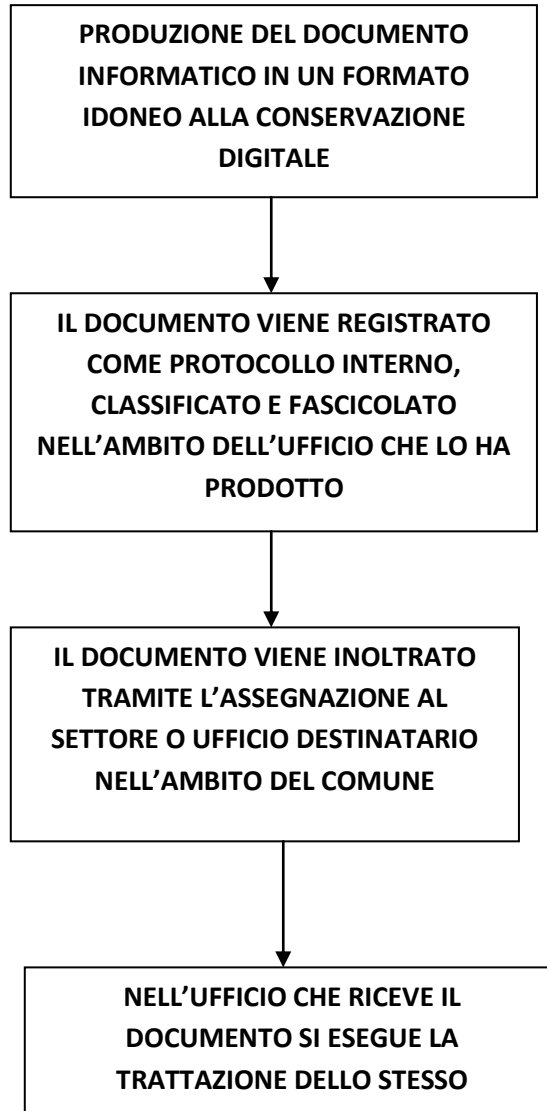 PRODUZIONE DEL DOCUMENTO
INFORMATICO IN UN FORMATO
IDONEO ALLA CONSERVAZIONE
DIGITALE
IL DOCUMENTO VIENE REGISTRATO
COME PROTOCOLLO INTERNO,
CLASSIFICATO E FASCICOLATO
NELL’AMBITO DELL’UFFICIO CHE LO HA
PRODOTTO
IL DOCUMENTO VIENE INOLTRATO
TRAMITE L’ASSEGNAZIONE AL
SETTORE O UFFICIO DESTINATARIO
NELL’AMBITO DEL COMUNE
NELL’UFFICIO CHE RICEVE IL
DOCUMENTO SI ESEGUE LA
TRATTAZIONE DELLO STESSO